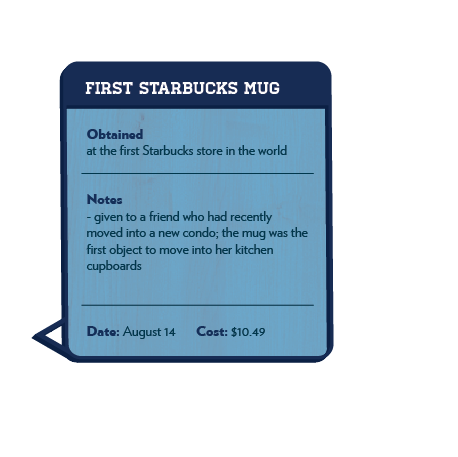 FIRST STARBUCKS MUG
Obtained
at the first Starbucks store in the world
Notes
- given to a friend who had recently
moved into a new condo; the mug was the
first object to move into her kitchen
cupboards
Date: August 14 Cost: $10.49